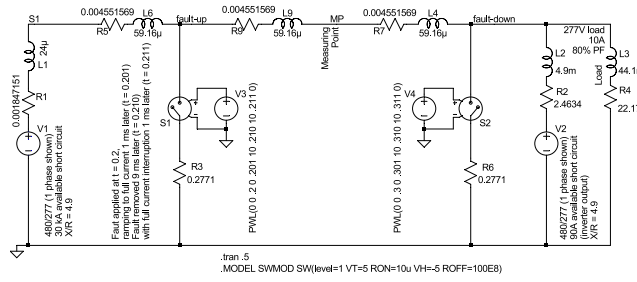 S1
0.004551569
R5
L6
59.16µ
fault-up
0.004551569
R9
L9
59.16µ
MP
Measuring
Point
0.004551569
R7
L4
59.16µ
fault-down
277V load
10A
80% PF
24µ
L1
0.001847151
R1
V1
480/277 (1 phase shown)
30 kA available short circuit
X/R = 4.9
Faut applied at t = 0.2,
ramping to full current 1 ms later (t = 0.201)
Fault removed 9 ms later (t = 0.210)
with full current interruption 1 ms later (t = 0.211)
S1
V3
R3
0.2771
PWL(0 0 .2 0 .201 10 .210 10 .211 0)
V4
S2
R6
0.2771
PWL(0 0 .3 0 .301 10 .310 10 .311 0)
L2
4.9m
R2
2.4634
V2
480/277 (1 phase shown)
90A available short circuit
(inverter output)
X/R = 4.9
Load
L3
44.1
R4
22.17
.tran .5
.MODEL SWMOD SW(level=1 VT=5 RON=10u VH=-5 ROFF=100E8)